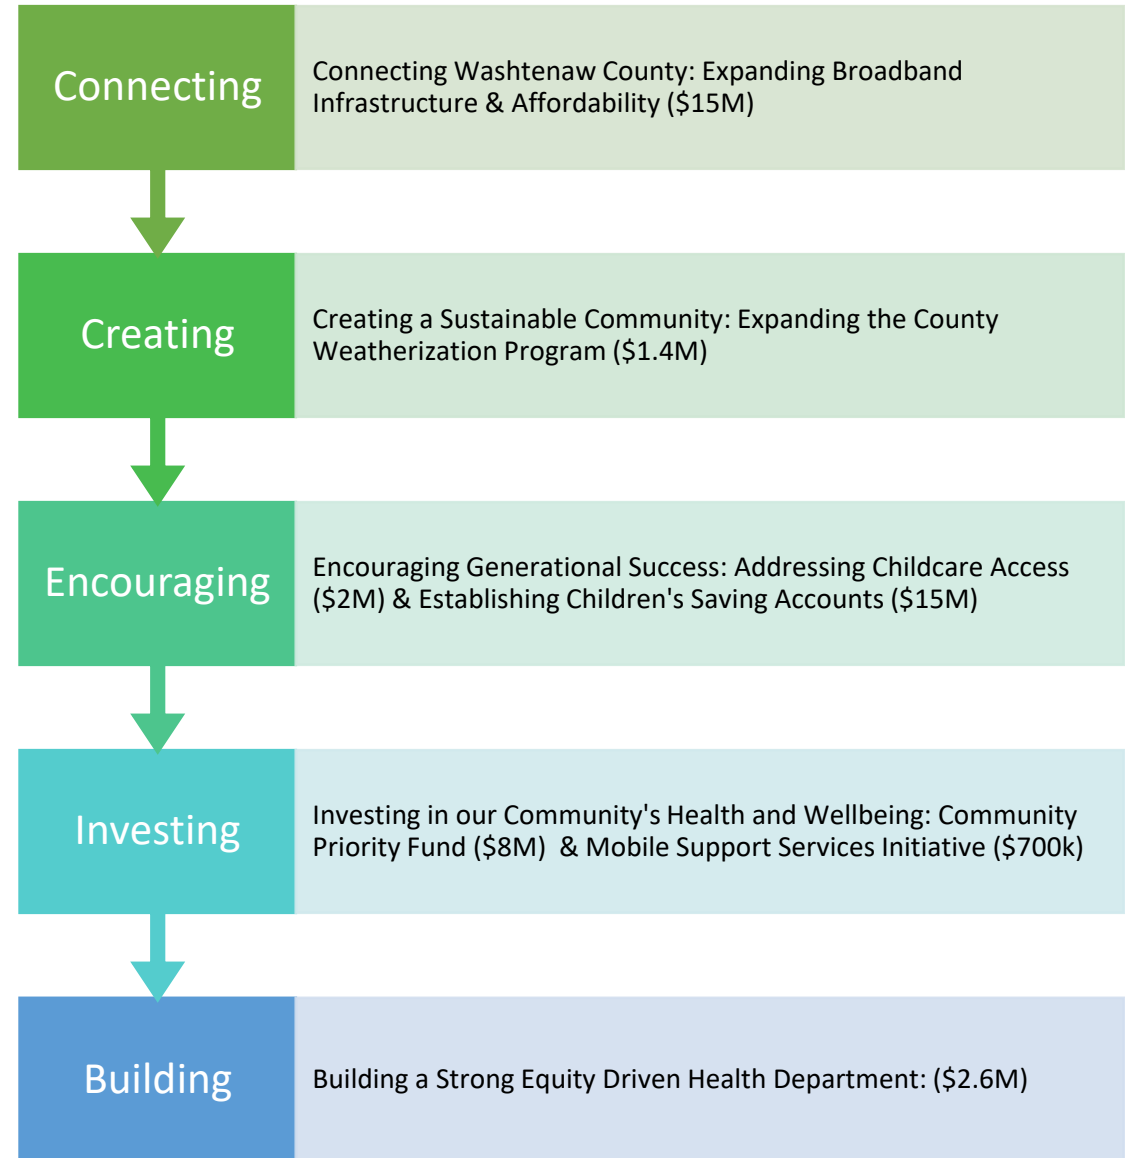 Connecting
Connecting Washtenaw County: Expanding Broadband
Infrastructure & Affordability ($15M)
Creating
Creating a Sustainable Community: Expanding the County
Weatherization Program ($1.4M)
Encouraging
Encouraging Generational Success: Addressing Childcare Access
($2M) & Establishing Children's Saving Accounts ($15M)
Investing
Investing in our Community's Health and Wellbeing: Community
Priority Fund ($8M)  & Mobile Support Services Initiative ($700k)
Building
Building a Strong Equity Driven Health Department: ($2.6M)